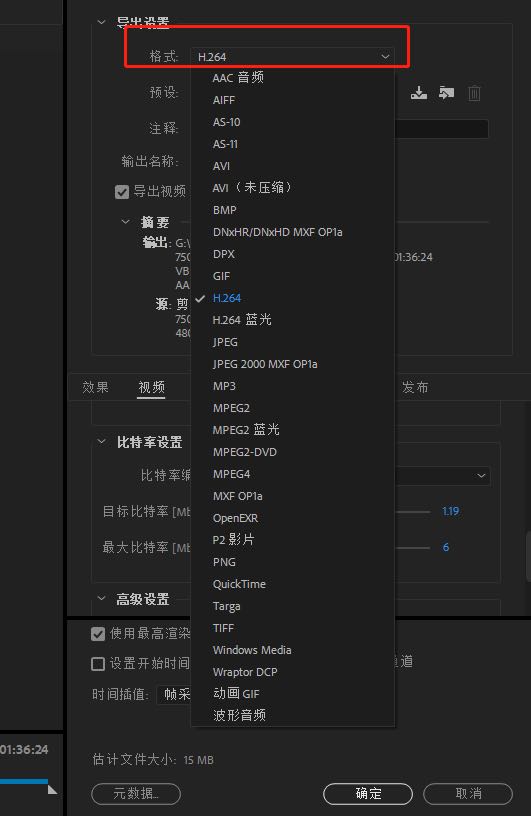 导出设置
格式: H.264
AAC 音频
预设:
AIFF
AS-10
注释:
AS-11
输出名称:
AVI
导出视频
AVI（未压缩）
BMP
摘要
输出: G:\
DNxHR/DNxHD MXF OP1a
750
DPX
01:36:24
VB
GIF
AA
源: 剪
H.264
750
H.264 蓝光
480
JPEG
JPEG 2000 MXF OP1a
效果 视频 发布
MP3
MPEG2
MPEG2 蓝光
比特率设置
MPEG2-DVD
比特率编
MPEG4
MXF OP1a
目标比特率 [Mb 1.19
OpenEXR
P2 影片
最大比特率 [Mb 6
PNG
QuickTime
高级设置
Targa
TIFF
使用最高渲染
Windows Media
设置开始时间 通道
Wraptor DCP
时间插值: 帧采
动画 GIF
波形音频
01:36:24
估计文件大小: 15 MB
元数据... 确定 取消